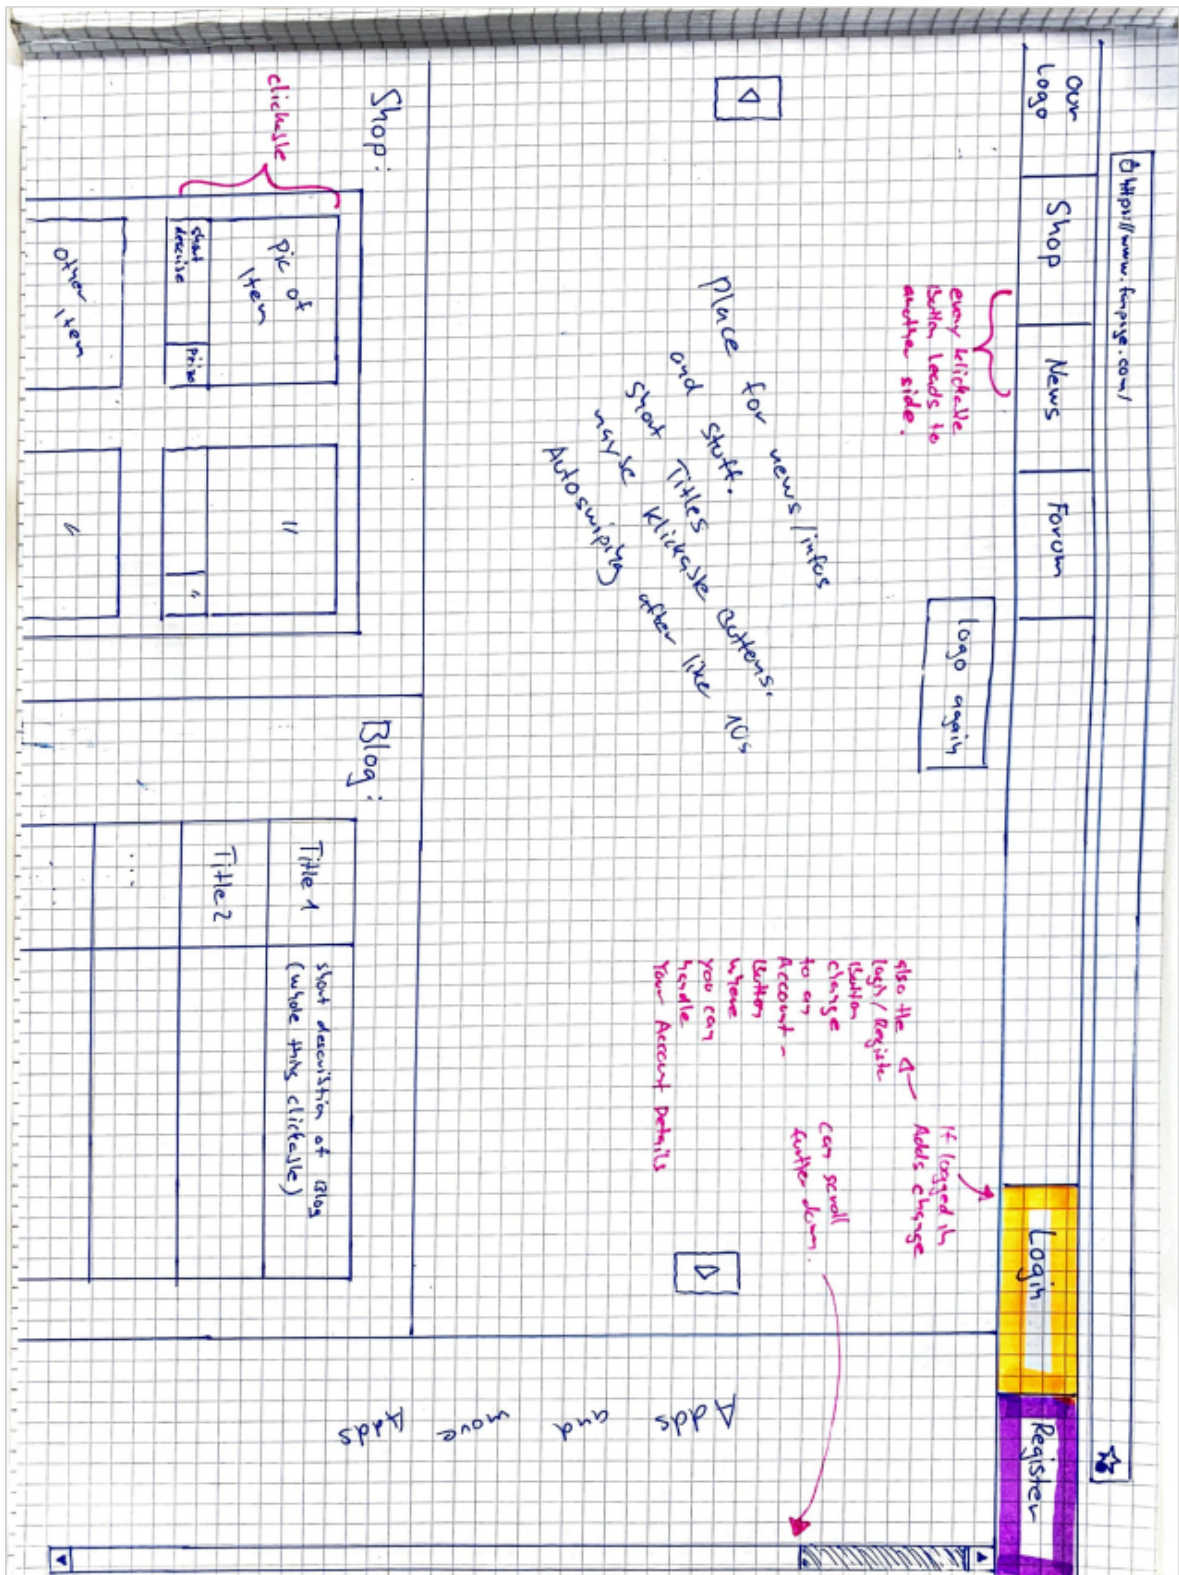 https://www.fanpage.com/
our
Logo
Shop
News
Forum
Login
Register
logo again
every klickable
Button leads to
another side.
If logged in
Adds change
also the
Login/Register
Button
change
to an
Account-
Button
where
you can
handle
Your Account Details
can scroll
further down.
Place for news/infos
and stuff.
Short Titles
maybe klickable Buttons.
Autoswiping after like 10s
Adds and more Adds
Shop:
clickable
pic of
Item
short
describe
Prize
"
"
other item
"
Blog:
Title 1
short describtion of Blog
(whole thing clickable)
Title 2
...
...